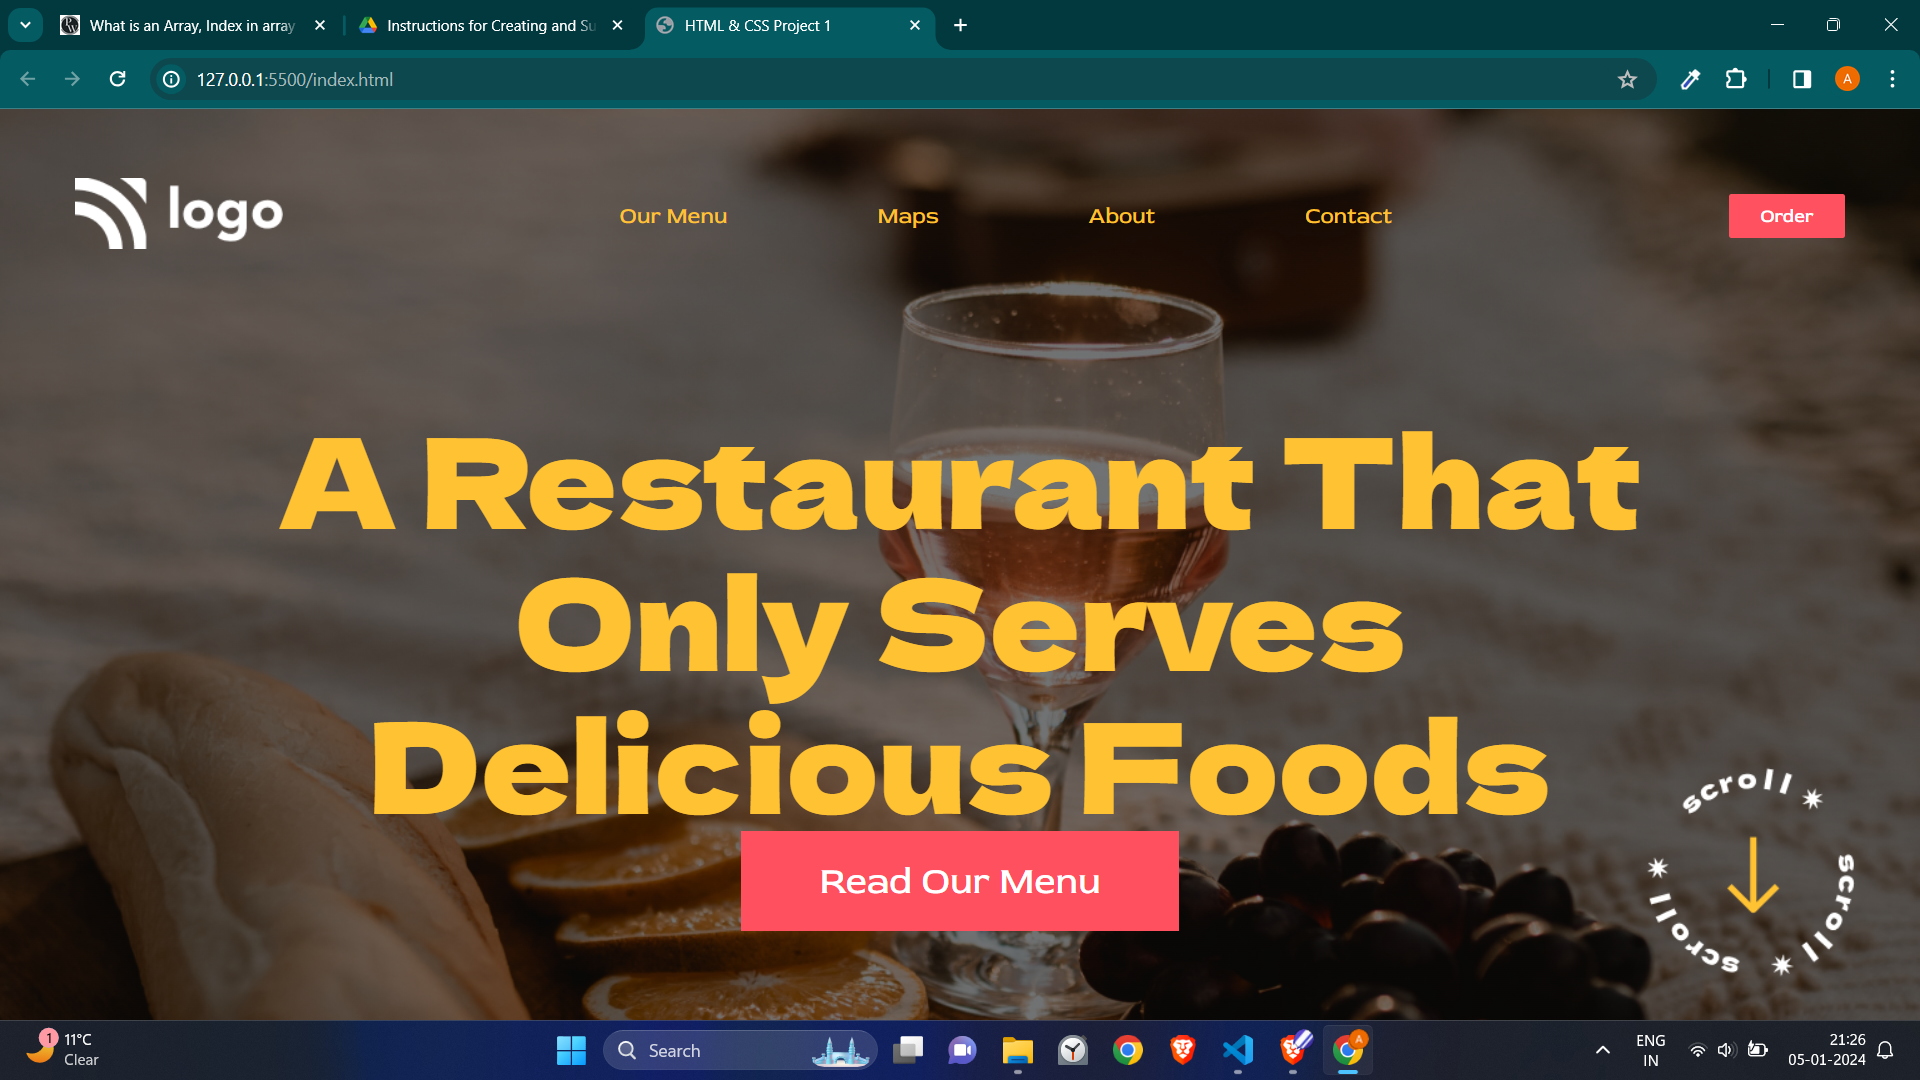 What is an Array, Index in array
Instructions for Creating and Su
HTML & CSS Project 1
127.0.0.1:5500/index.html
A
logo
Our Menu
Maps
About
Contact
Order
A Restaurant That
Only Serves
Delicious Foods
Read Our Menu
scroll
scroll
scroll
1
11°C
Clear
Search
A
ENG
IN
21:26
05-01-2024